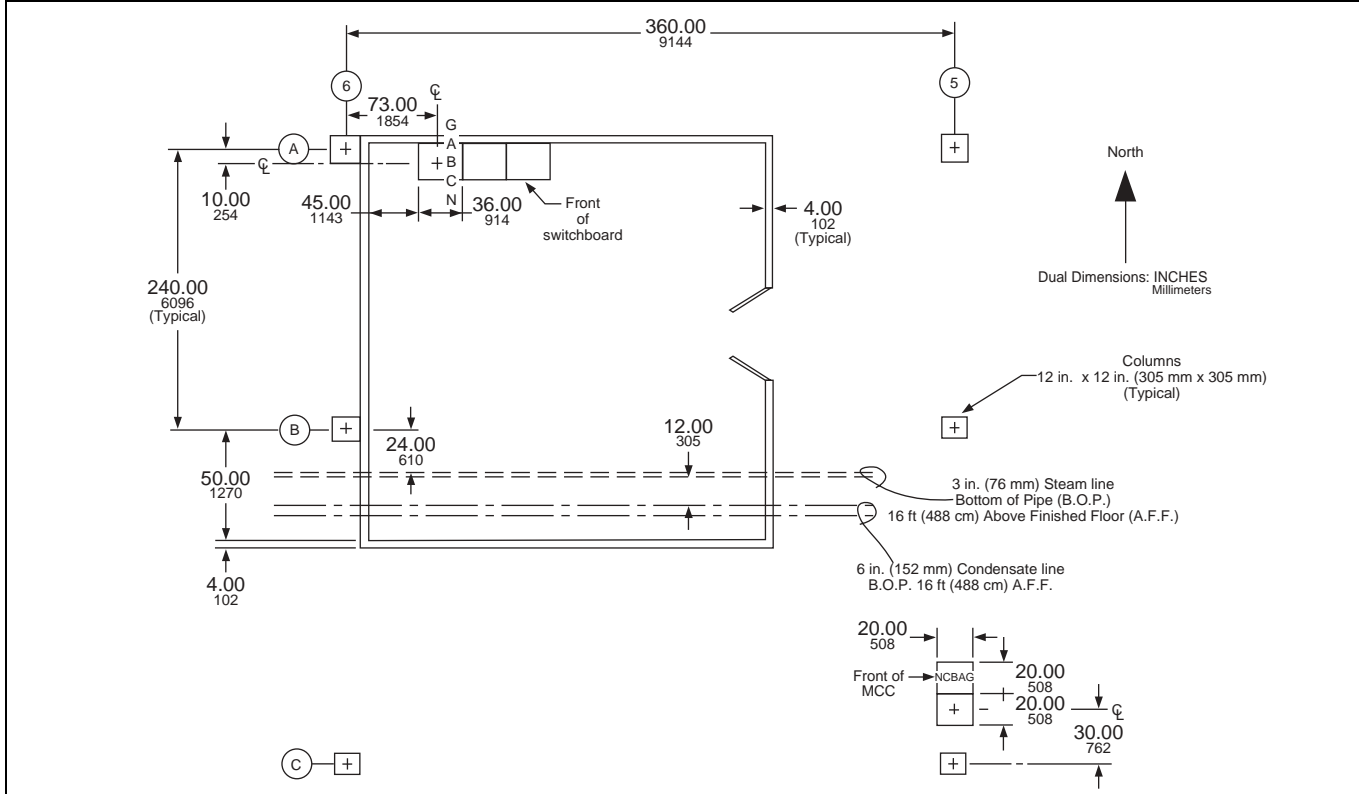 360.00
9144
6
5
73.00
1854
℄
G
A
B
C
N
A
℄
10.00
254
45.00
1143
36.00
914
Front
of
switchboard
4.00
102
(Typical)
North
Dual Dimensions: INCHES
Millimeters
240.00
6096
(Typical)
Columns
12 in. x 12 in. (305 mm x 305 mm)
(Typical)
B
24.00
610
12.00
305
50.00
1270
3 in. (76 mm) Steam line
Bottom of Pipe (B.O.P.)
16 ft (488 cm) Above Finished Floor (A.F.F.)
4.00
102
6 in. (152 mm) Condensate line
B.O.P. 16 ft (488 cm) A.F.F.
20.00
508
Front of
MCC
NCBAG
20.00
508
20.00
508
℄
30.00
762
C